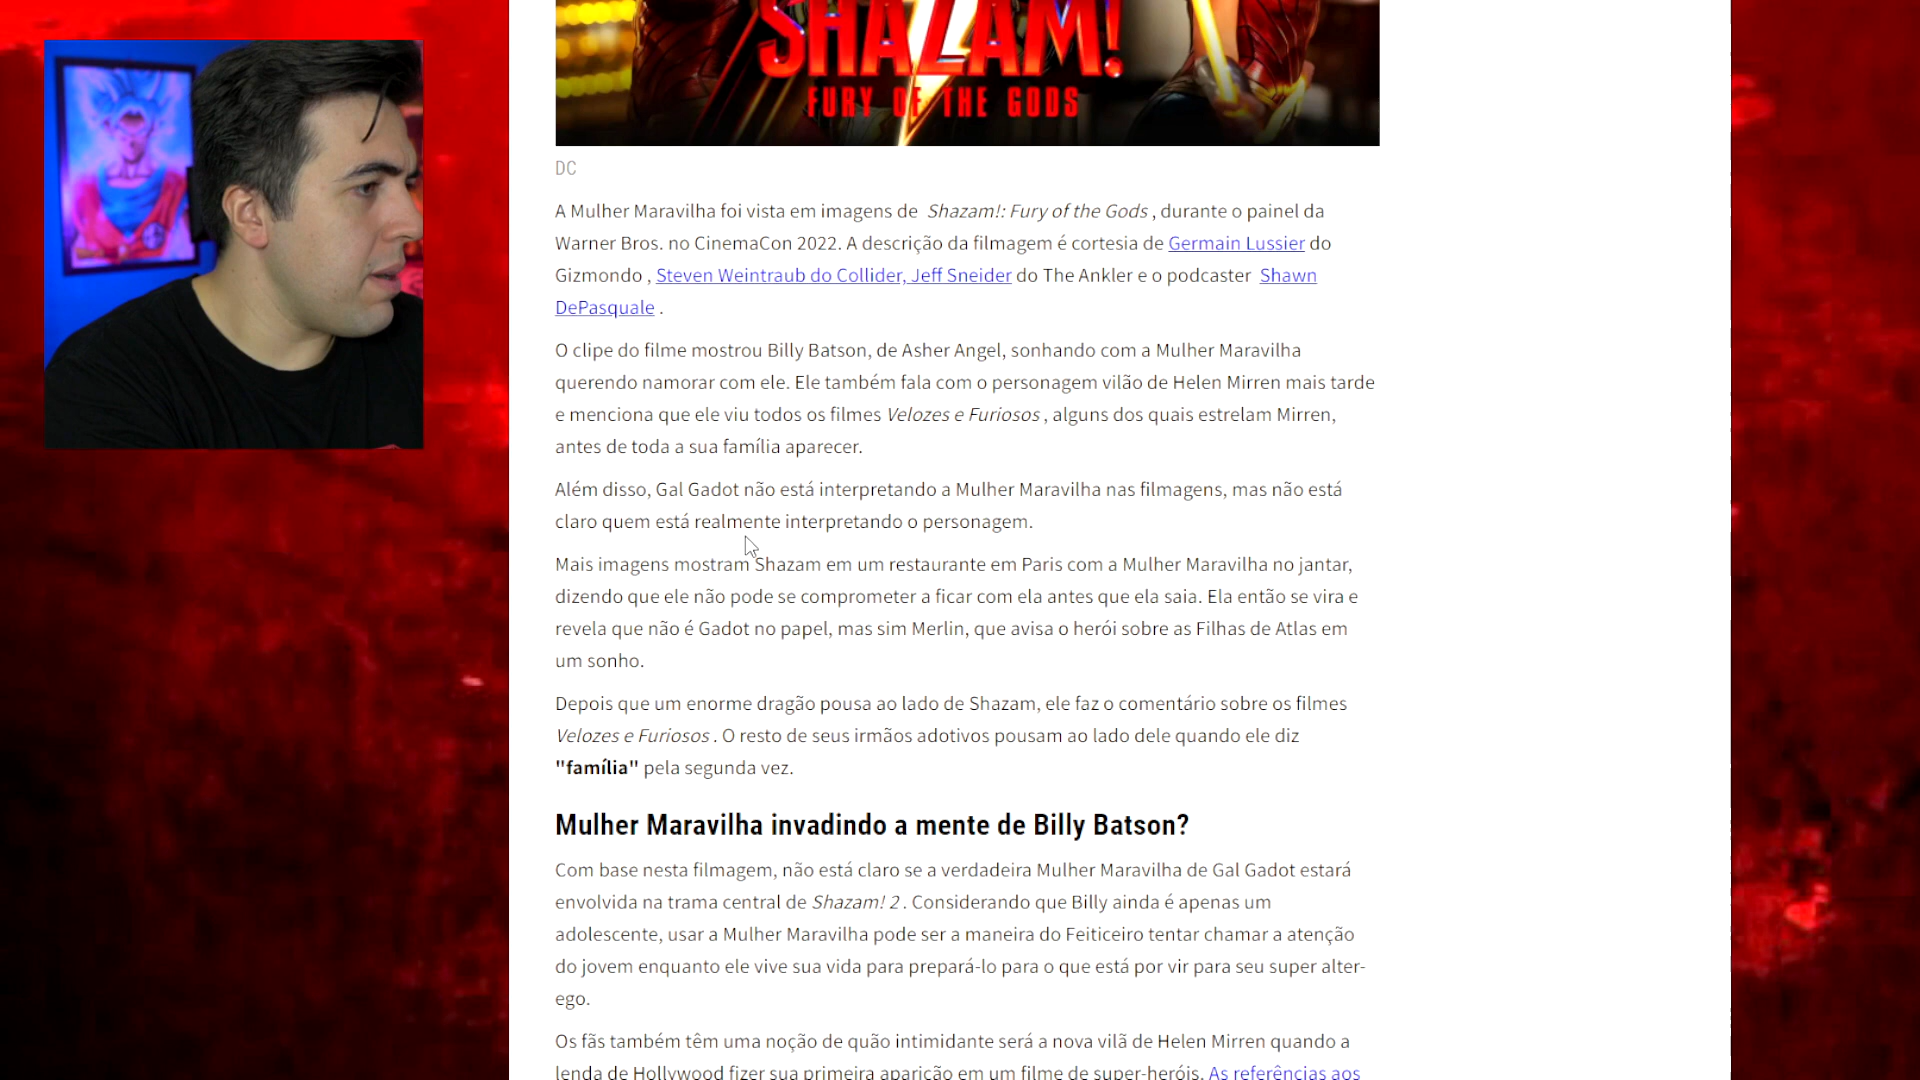 SHAZAM!
FURY OF THE GODS
DC
A Mulher Maravilha foi vista em imagens de Shazam!: Fury of the Gods , durante o painel da
Warner Bros. no CinemaCon 2022. A descrição da filmagem é cortesia de Germain Lussier do
Gizmondo , Steven Weintraub do Collider, Jeff Sneider do The Ankler e o podcaster Shawn
DePasquale .
O clipe do filme mostrou Billy Batson, de Asher Angel, sonhando com a Mulher Maravilha
querendo namorar com ele. Ele também fala com o personagem vilão de Helen Mirren mais tarde
e menciona que ele viu todos os filmes Velozes e Furiosos , alguns dos quais estrelam Mirren,
antes de toda a sua família aparecer.
Além disso, Gal Gadot não está interpretando a Mulher Maravilha nas filmagens, mas não está
claro quem está realmente interpretando o personagem.
Mais imagens mostram Shazam em um restaurante em Paris com a Mulher Maravilha no jantar,
dizendo que ele não pode se comprometer a ficar com ela antes que ela saia. Ela então se vira e
revela que não é Gadot no papel, mas sim Merlin, que avisa o herói sobre as Filhas de Atlas em
um sonho.
Depois que um enorme dragão pousa ao lado de Shazam, ele faz o comentário sobre os filmes
Velozes e Furiosos . O resto de seus irmãos adotivos pousam ao lado dele quando ele diz
"família" pela segunda vez.
Mulher Maravilha invadindo a mente de Billy Batson?
Com base nesta filmagem, não está claro se a verdadeira Mulher Maravilha de Gal Gadot estará
envolvida na trama central de Shazam! 2 . Considerando que Billy ainda é apenas um
adolescente, usar a Mulher Maravilha pode ser a maneira do Feiticeiro tentar chamar a atenção
do jovem enquanto ele vive sua vida para prepará-lo para o que está por vir para seu super alter-
ego.
Os fãs também têm uma noção de quão intimidante será a nova vilã de Helen Mirren quando a
lenda de Hollywood fizer sua primeira aparição em um filme de super-heróis. As referências aos